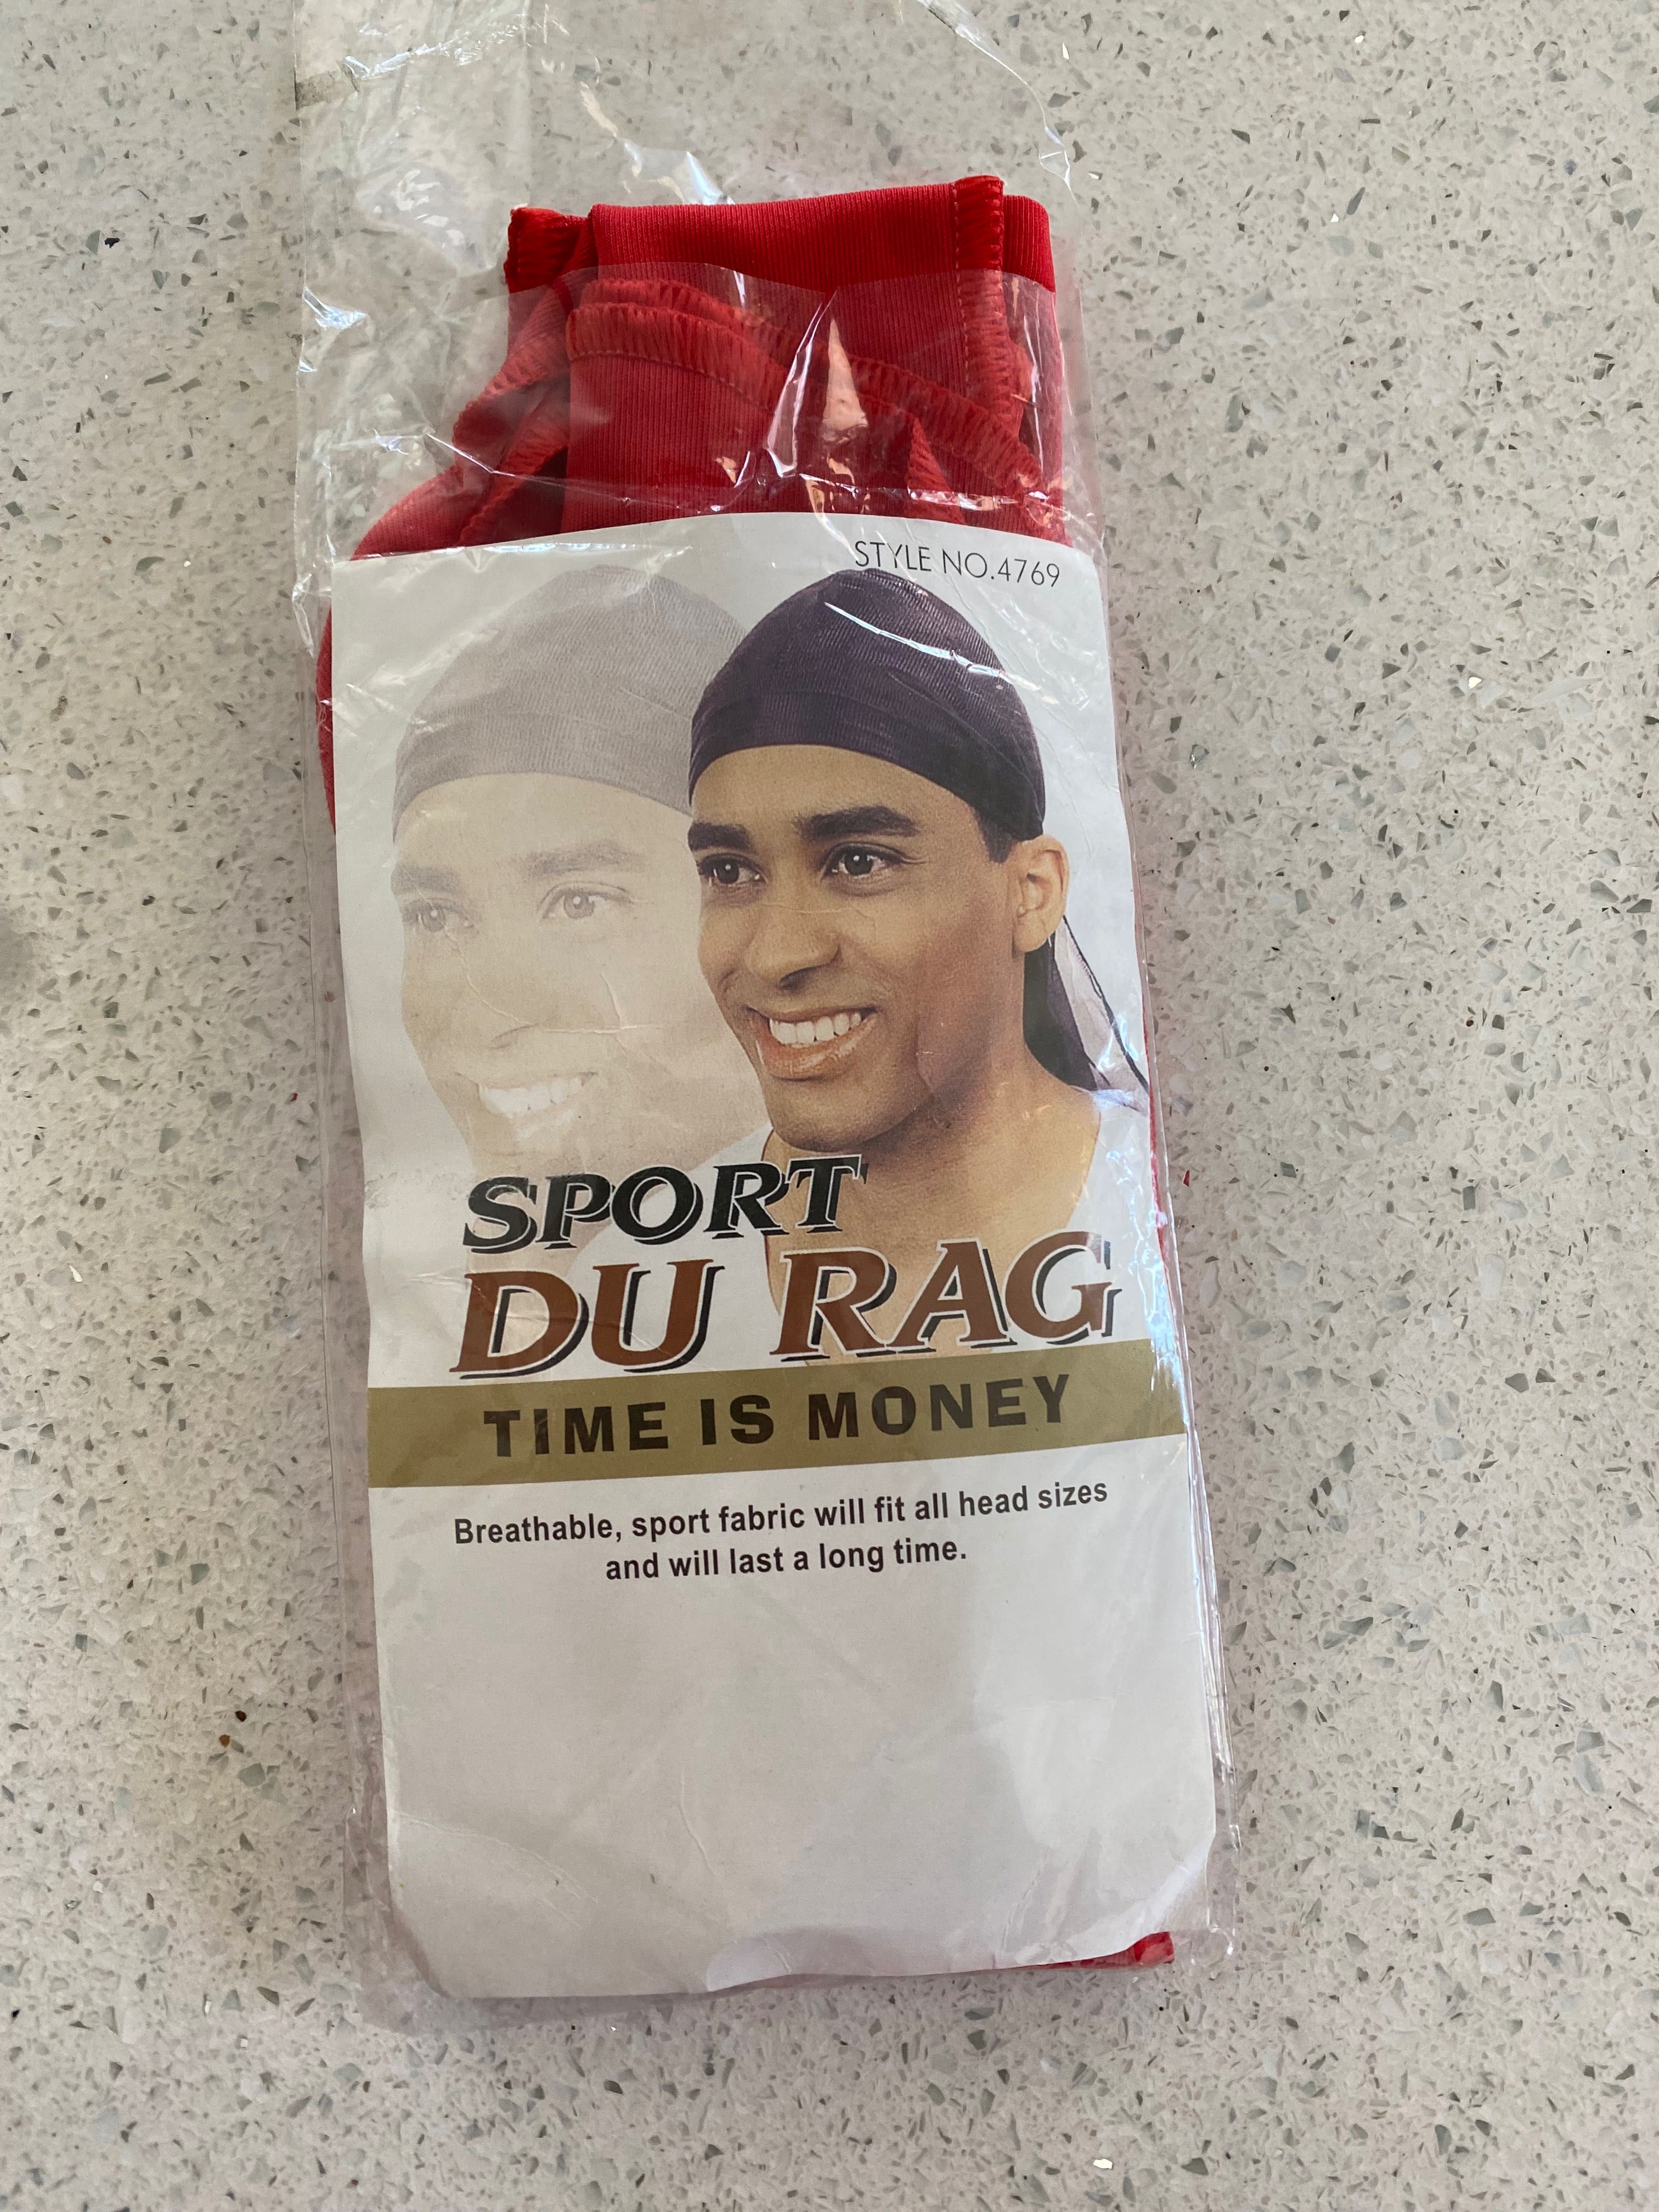 STYLE NO.4769
SPORT
DU RAG
TIME IS MONEY
Breathable, sport fabric will fit all head sizes
and will last a long time.